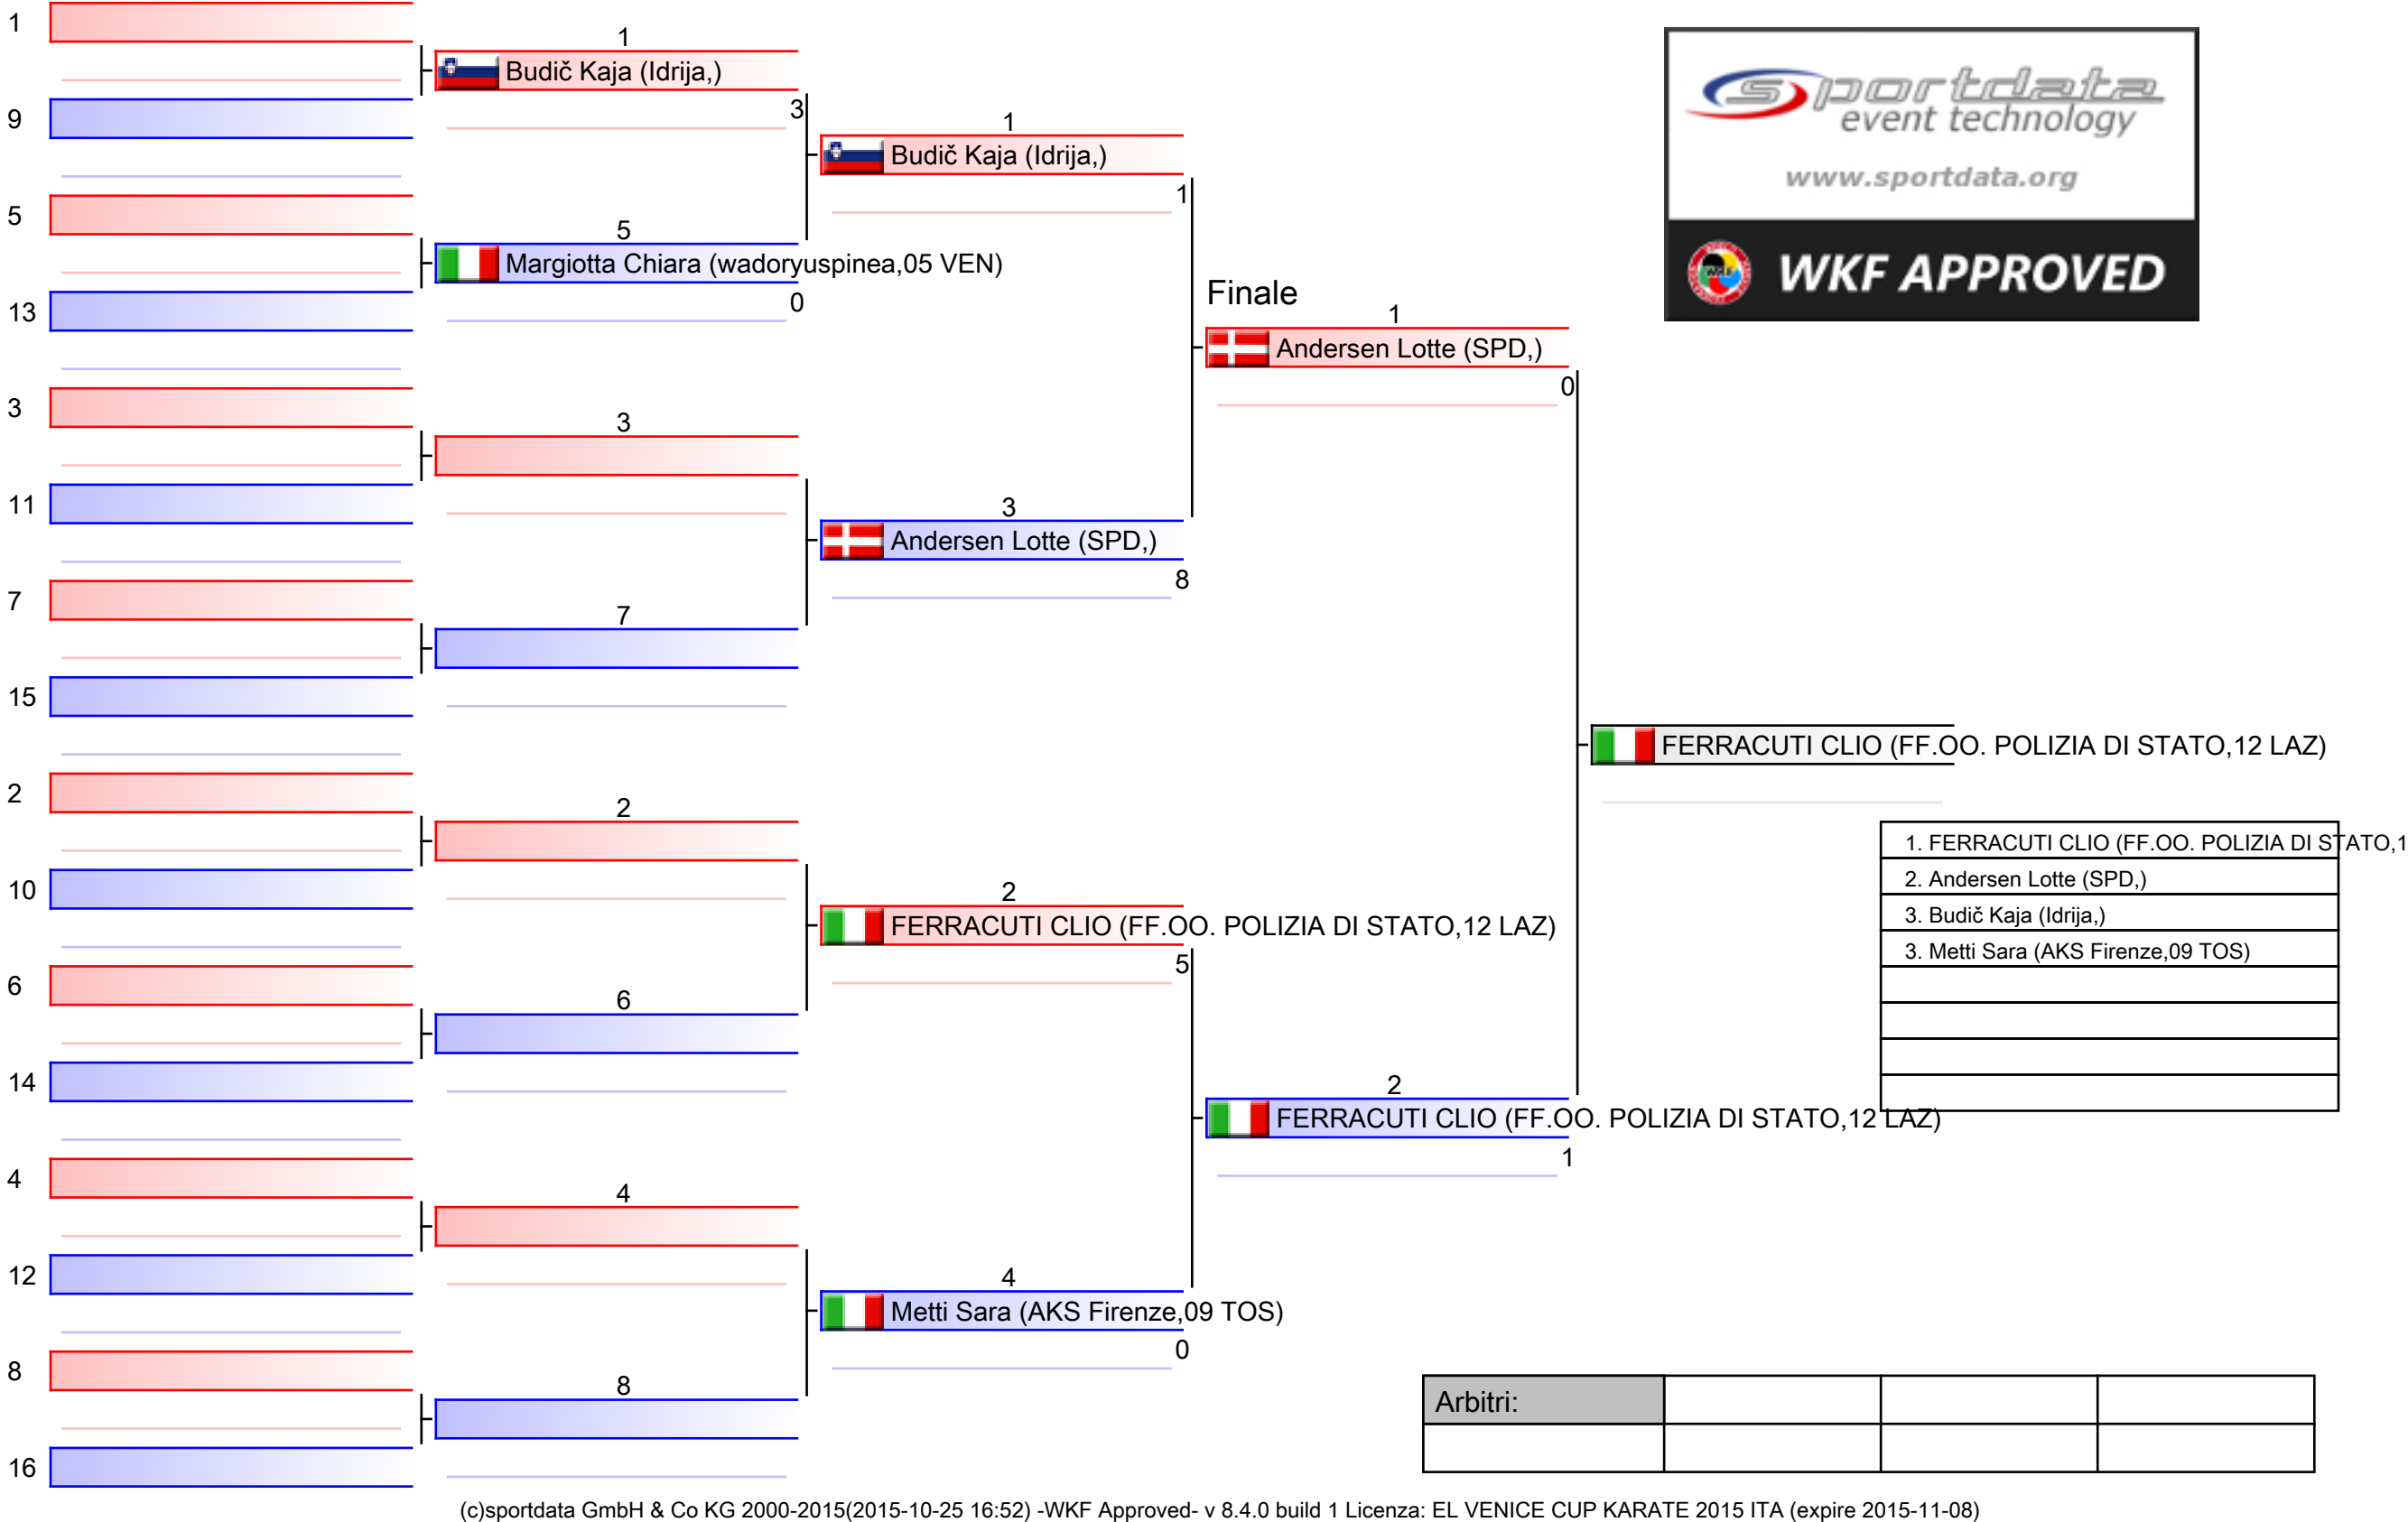 1
9
5
13
3
11
7
15
2
10
6
14
4
12
8
16
1
Budič Kaja (Idrija,)
3
5
Margiotta Chiara (wadoryuspinea,05 VEN)
0
3
7
2
6
4
8
1
Budič Kaja (Idrija,)
1
3
Andersen Lotte (SPD,)
8
2
FERRACUTI CLIO (FF.OO. POLIZIA DI STATO,12 LAZ)
5
4
Metti Sara (AKS Firenze,09 TOS)
0
Finale
1
Andersen Lotte (SPD,)
0
2
FERRACUTI CLIO (FF.OO. POLIZIA DI STATO,12 LAZ)
1
FERRACUTI CLIO (FF.OO. POLIZIA DI STATO,12 LAZ)
sportdata
event technology
www.sportdata.org
WKF
WKF APPROVED
1. FERRACUTI CLIO (FF.OO. POLIZIA DI STATO,1
2. Andersen Lotte (SPD,)
3. Budič Kaja (Idrija,)
3. Metti Sara (AKS Firenze,09 TOS)
Arbitri:
(c)sportdata GmbH & Co KG 2000-2015(2015-10-25 16:52) -WKF Approved- v 8.4.0 build 1 Licenza: EL VENICE CUP KARATE 2015 ITA (expire 2015-11-08)